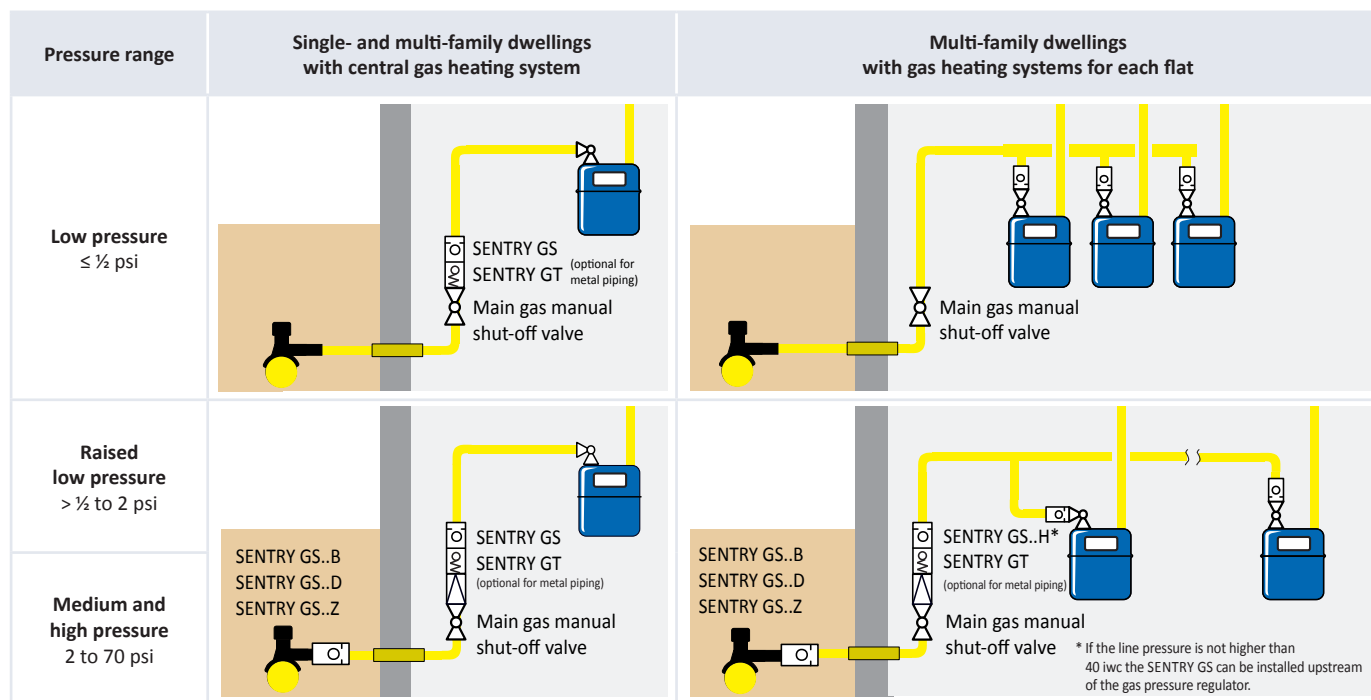 Pressure range
Single- and multi-family dwellings
with central gas heating system
Multi-family dwellings
with gas heating systems for each flat
Low pressure
≤ ½ psi
SENTRY GS
SENTRY GT (optional for
metal piping)
Main gas manual
shut-off valve
Main gas manual
shut-off valve
Raised
low pressure
> ½ to 2 psi
Medium and
high pressure
2 to 70 psi
SENTRY GS..B
SENTRY GS..D
SENTRY GS..Z
SENTRY GS
SENTRY GT
(optional for metal piping)
Main gas manual
shut-off valve
SENTRY GS..B
SENTRY GS..D
SENTRY GS..Z
SENTRY GS..H*
SENTRY GT
(optional for metal piping)
Main gas manual
shut-off valve
* If the line pressure is not higher than
40 iwc the SENTRY GS can be installed upstream
of the gas pressure regulator.